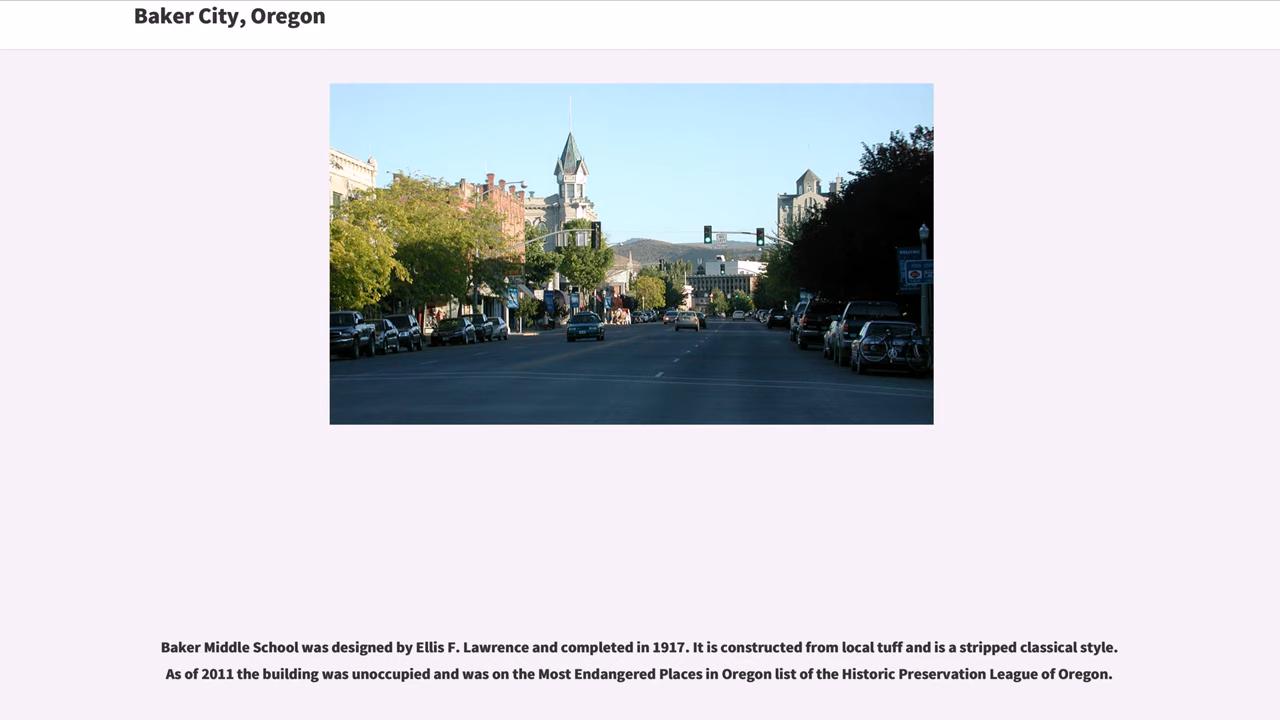 Baker City, Oregon
Baker Middle School was designed by Ellis F. Lawrence and completed in 1917. It is constructed from local tuff and is a stripped classical style.
As of 2011 the building was unoccupied and was on the Most Endangered Places in Oregon list of the Historic Preservation League of Oregon.